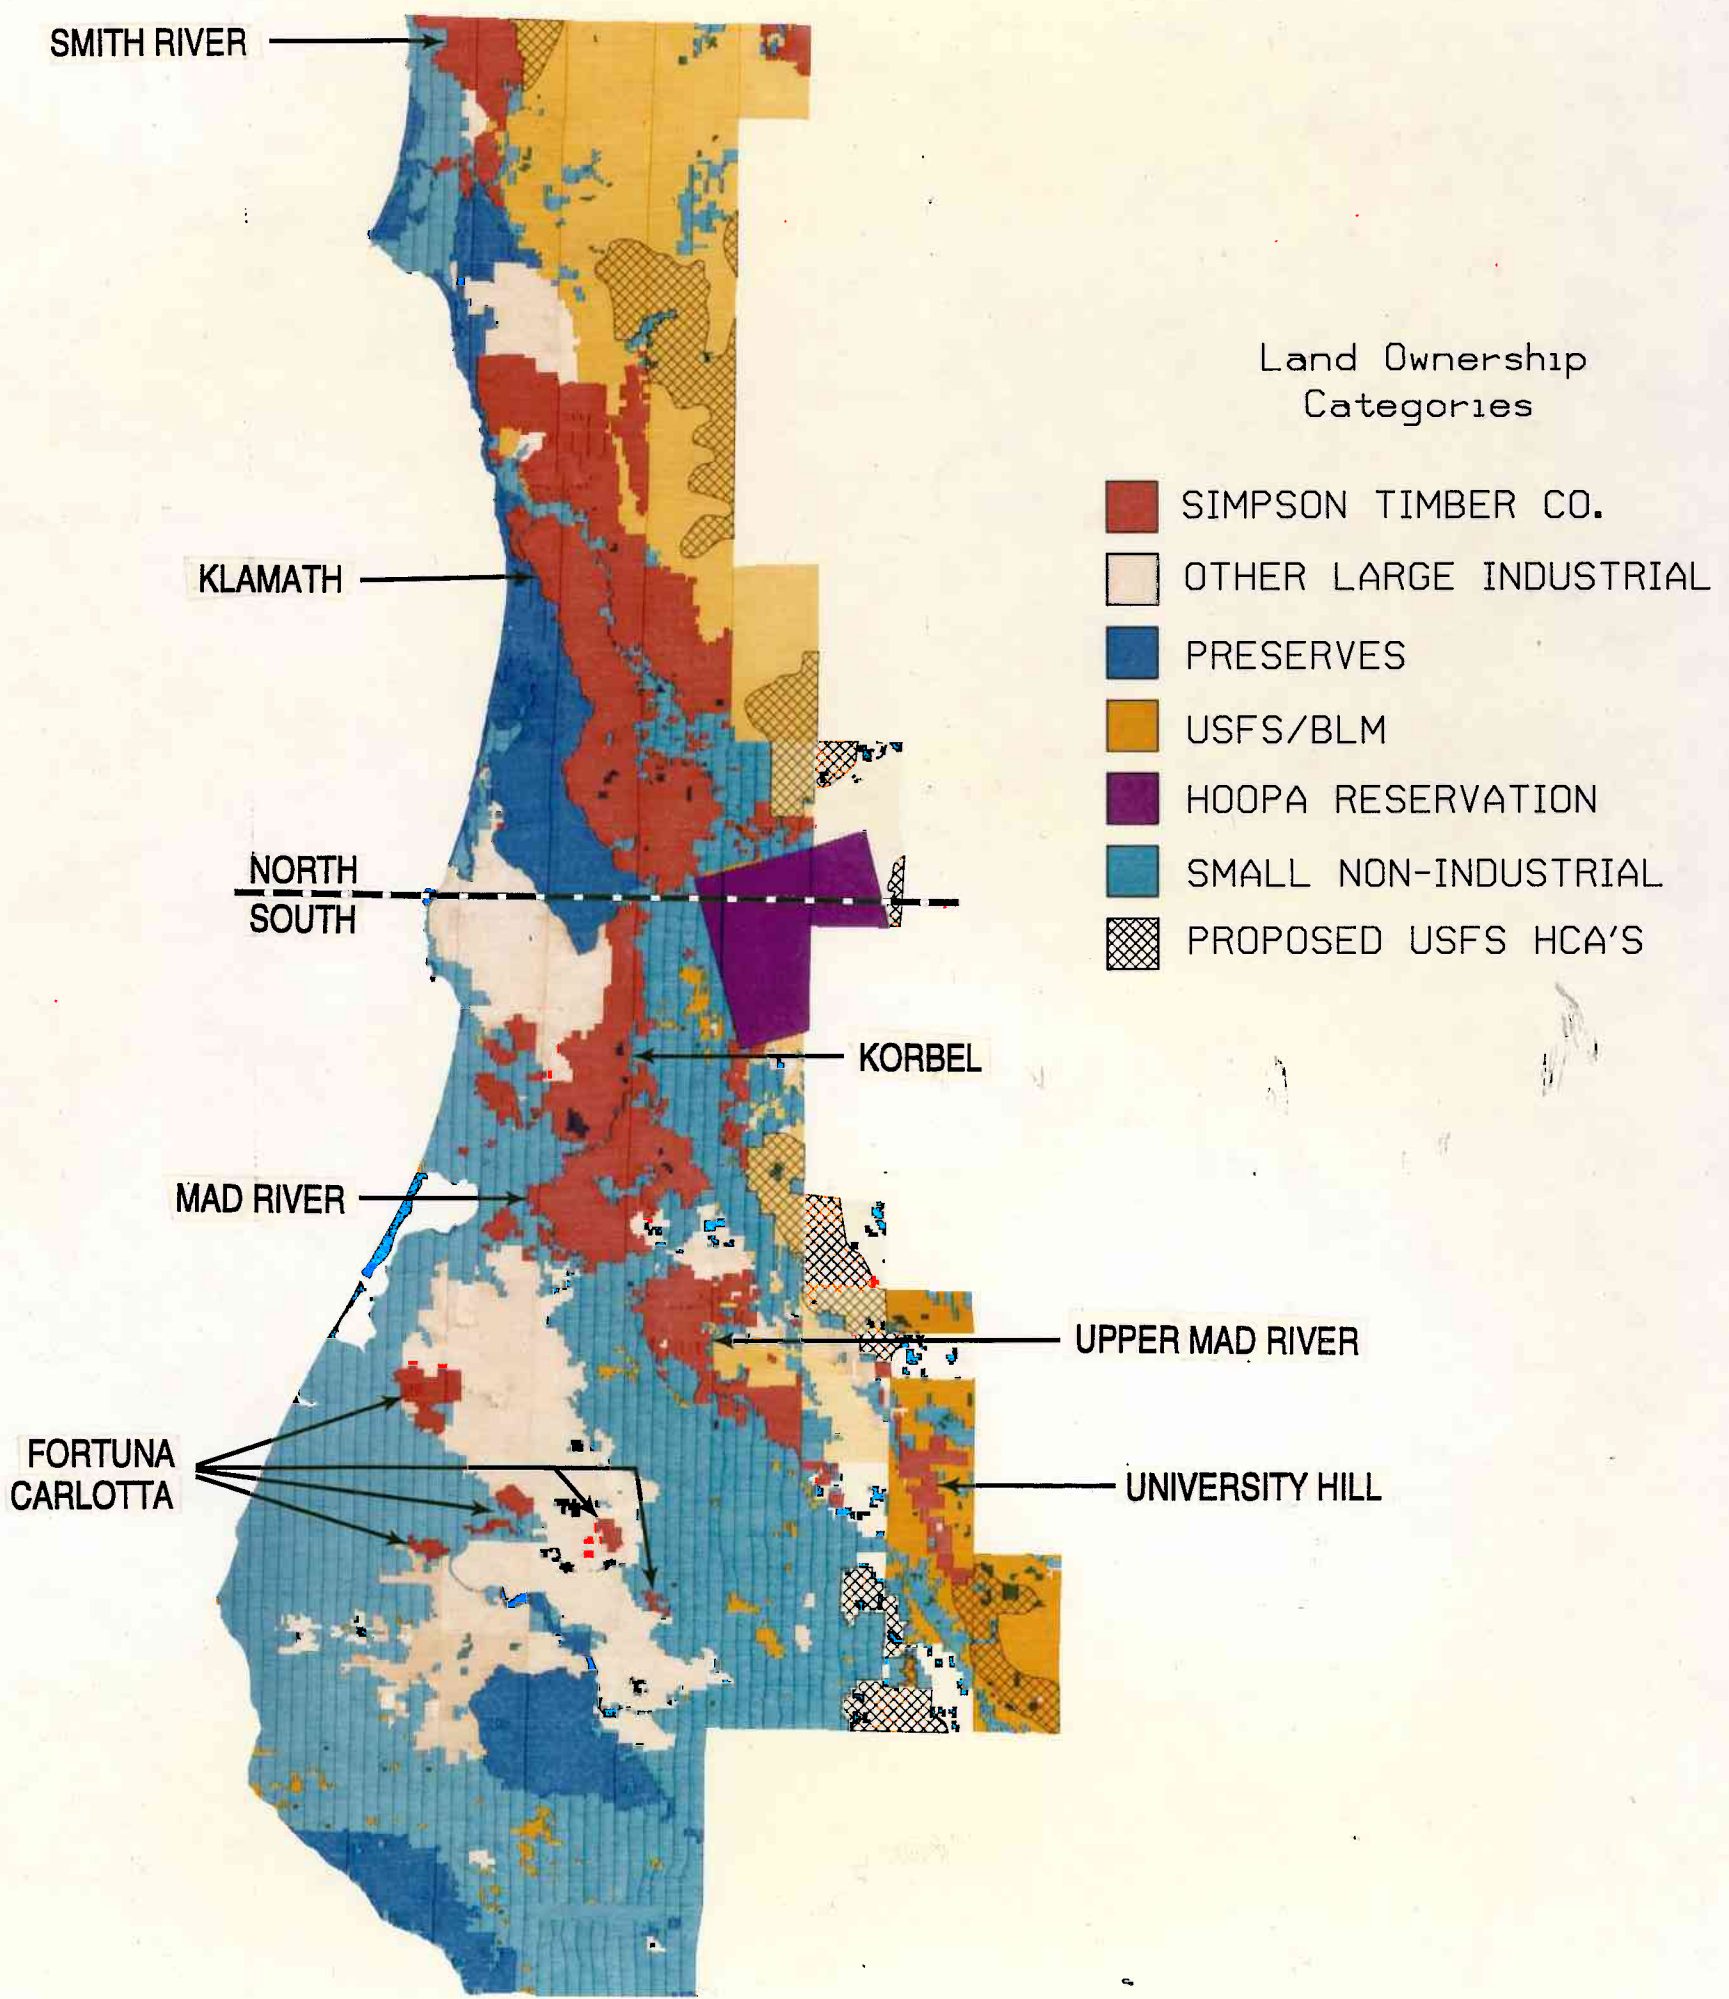 SMITH RIVER
Land Ownership
Categories
SIMPSON TIMBER CO.
OTHER LARGE INDUSTRIAL
PRESERVES
USFS/BLM
HOOPA RESERVATION
SMALL NON-INDUSTRIAL
PROPOSED USFS HCA'S
KLAMATH
NORTH
SOUTH
KORBEL
MAD RIVER
UPPER MAD RIVER
FORTUNA
CARLOTTA
UNIVERSITY HILL